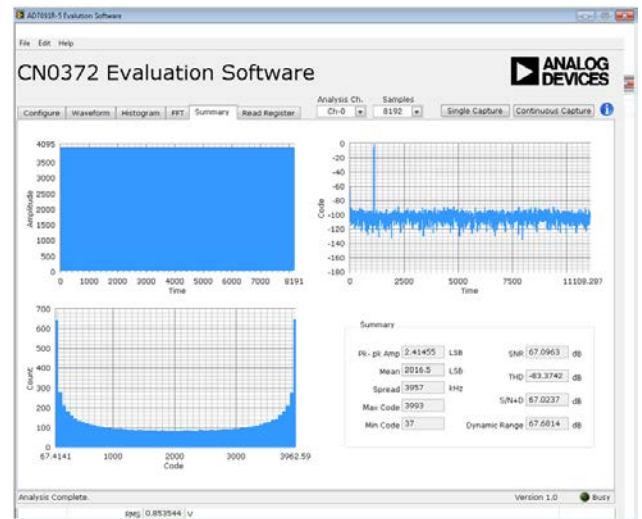 AD7091R-5 Evalution Software
File Edit Help
CN0372 Evaluation Software
ANALOG DEVICES
Analysis Ch. Samples
Configure Waveform Histogram FFT Summary Read Register Ch-0 8192 Single Capture Continuous Capture
4095
3500
3000
2500
2000
1500
1000
500
0
Amplitude
0 1000 2000 3000 4000 5000 6000 7000 8191
Time
0
-20
-40
-60
-80
-100
-120
-140
-160
-180
Code
0 2500 5000 7500 11109.297
Time
700
600
500
400
300
200
100
0
Count
67.4141 1000 2000 3000 3962.59
Code
Summary
Pk- pk Amp 2.41455 LSB SNR 67.0963 dB
Mean 2016.5 LSB THD -83.3742 dB
Spread 3957 kHz S/N+D 67.0237 dB
Max Code 3993
Min Code 37 Dynamic Range 67.6814 dB
Analysis Complete. Version 1.0 Busy
RMS 0.853544 V